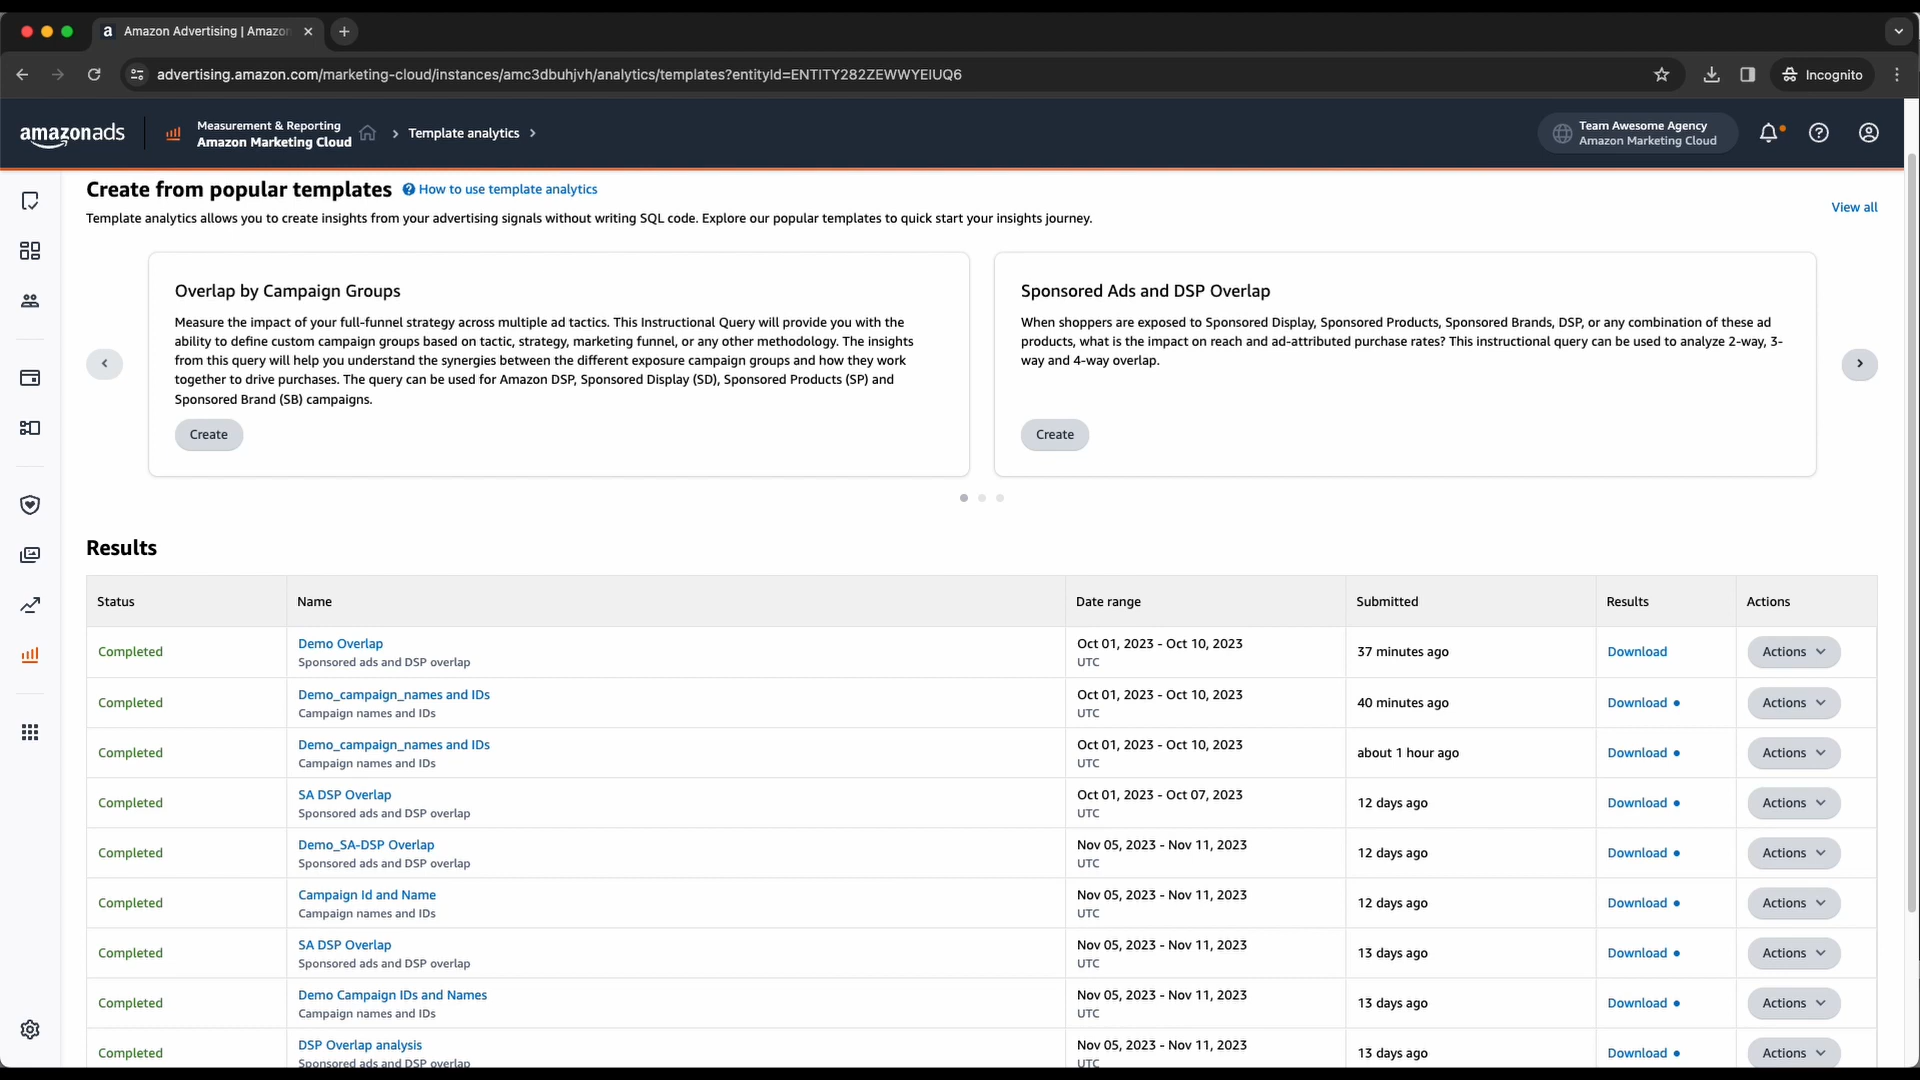 Amazon Advertising | Amazon
advertising.amazon.com/marketing-cloud/instances/amc3dbuhjvh/analytics/templates?entityId=ENTITY282ZEWWYEIUQ6
Incognito
amazonads
Measurement & Reporting
Amazon Marketing Cloud
Template analytics
Team Awesome Agency
Amazon Marketing Cloud
Create from popular templates
How to use template analytics
Template analytics allows you to create insights from your advertising signals without writing SQL code. Explore our popular templates to quick start your insights journey.
View all
Overlap by Campaign Groups
Measure the impact of your full-funnel strategy across multiple ad tactics. This Instructional Query will provide you with the
ability to define custom campaign groups based on tactic, strategy, marketing funnel, or any other methodology. The insights
from this query will help you understand the synergies between the different exposure campaign groups and how they work
together to drive purchases. The query can be used for Amazon DSP, Sponsored Display (SD), Sponsored Products (SP) and
Sponsored Brand (SB) campaigns.
Create
Sponsored Ads and DSP Overlap
When shoppers are exposed to Sponsored Display, Sponsored Products, Sponsored Brands, DSP, or any combination of these ad
products, what is the impact on reach and ad-attributed purchase rates? This instructional query can be used to analyze 2-way, 3-
way and 4-way overlap.
Create
Results
Status Name Date range Submitted Results Actions
Completed Demo Overlap Oct 01, 2023 - Oct 10, 2023 37 minutes ago Download Actions
Sponsored ads and DSP overlap UTC
Completed Demo_campaign_names and IDs Oct 01, 2023 - Oct 10, 2023 40 minutes ago Download Actions
Campaign names and IDs UTC
Completed Demo_campaign_names and IDs Oct 01, 2023 - Oct 10, 2023 about 1 hour ago Download Actions
Campaign names and IDs UTC
Completed SA DSP Overlap Oct 01, 2023 - Oct 07, 2023 12 days ago Download Actions
Sponsored ads and DSP overlap UTC
Completed Demo_SA-DSP Overlap Nov 05, 2023 - Nov 11, 2023 12 days ago Download Actions
Sponsored ads and DSP overlap UTC
Completed Campaign Id and Name Nov 05, 2023 - Nov 11, 2023 12 days ago Download Actions
Campaign names and IDs UTC
Completed SA DSP Overlap Nov 05, 2023 - Nov 11, 2023 13 days ago Download Actions
Sponsored ads and DSP overlap UTC
Completed Demo Campaign IDs and Names Nov 05, 2023 - Nov 11, 2023 13 days ago Download Actions
Campaign names and IDs UTC
Completed DSP Overlap analysis Nov 05, 2023 - Nov 11, 2023 13 days ago Download Actions
Sponsored ads and DSP overlap UTC